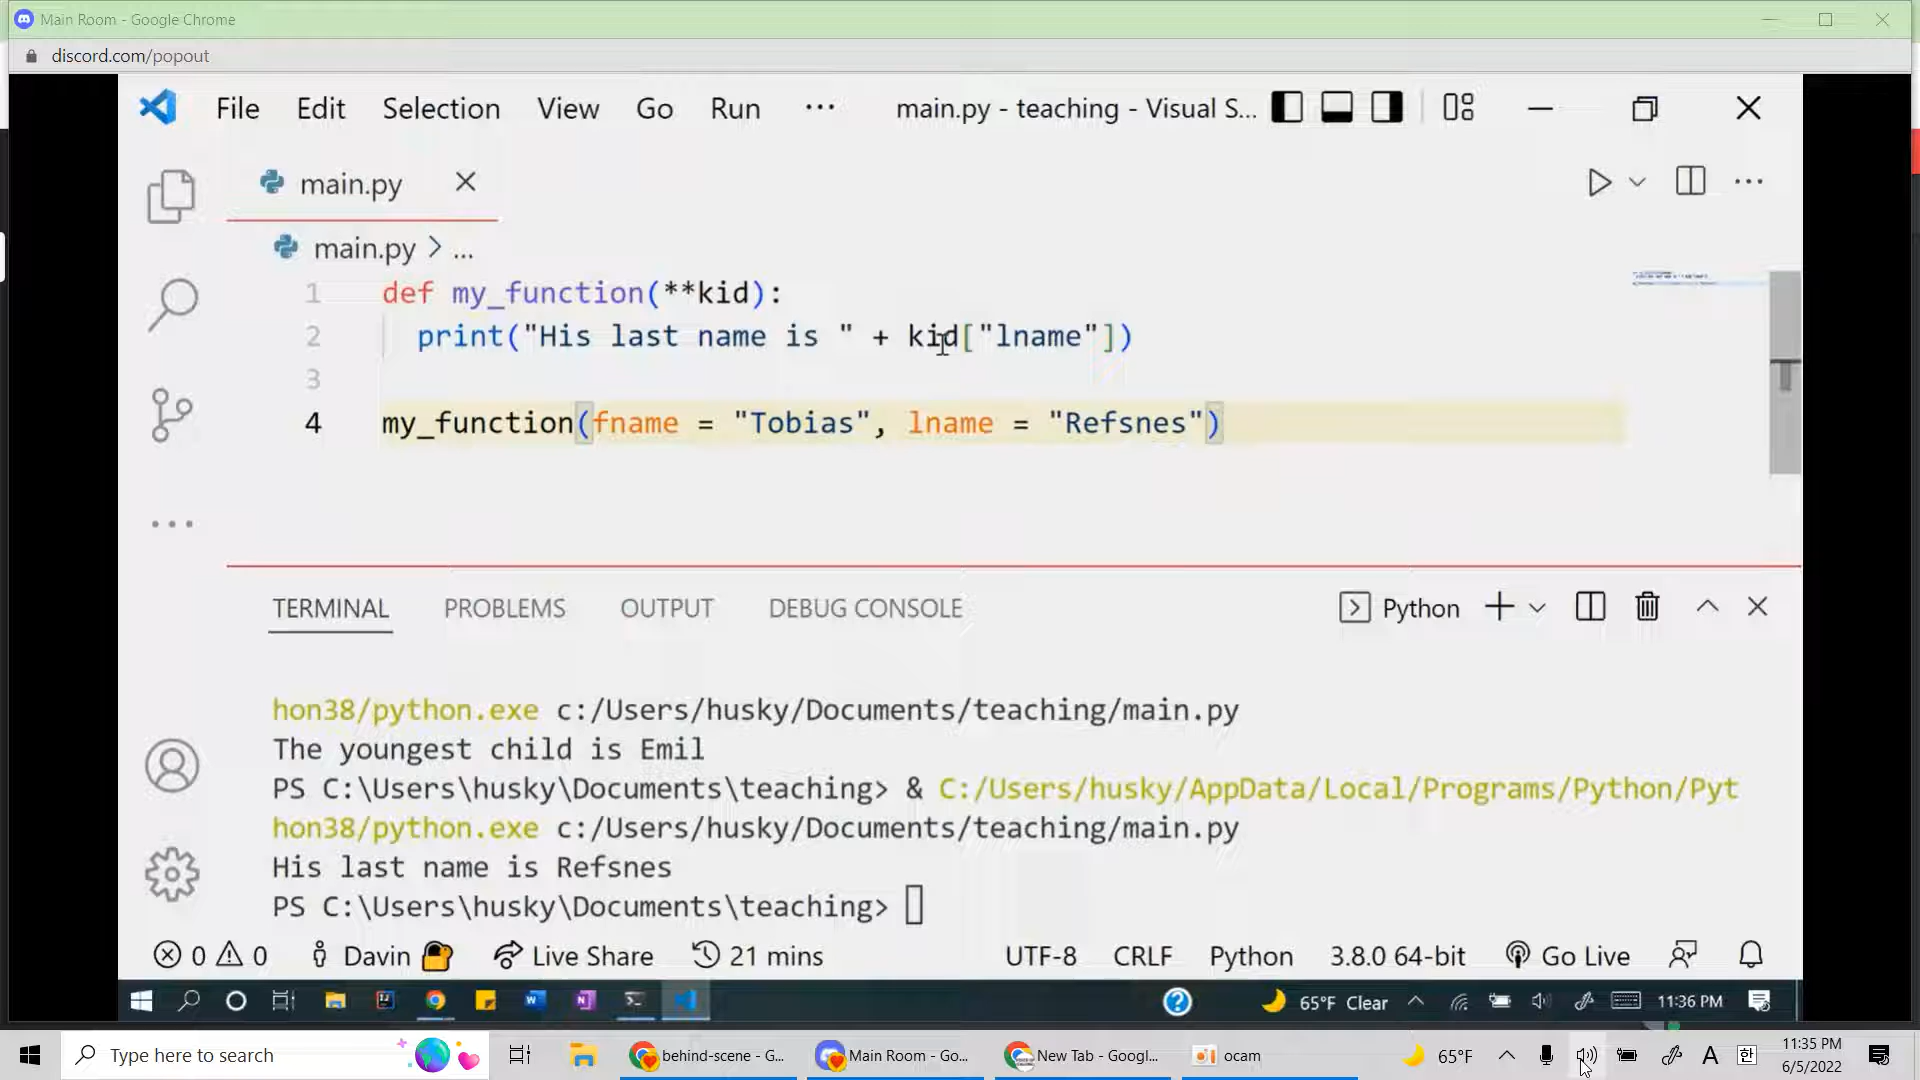 Main Room - Google Chrome
discord.com/popout
File Edit Selection View Go Run ··· main.py - teaching - Visual S...
main.py
main.py > ...
1 def my_function(**kid):
2 print("His last name is " + kid["lname"])
3
4 my_function(fname = "Tobias", lname = "Refsnes")
TERMINAL PROBLEMS OUTPUT DEBUG CONSOLE Python
hon38/python.exe c:/Users/husky/Documents/teaching/main.py
The youngest child is Emil
PS C:\Users\husky\Documents\teaching> & C:/Users/husky/AppData/Local/Programs/Python/Pyt
hon38/python.exe c:/Users/husky/Documents/teaching/main.py
His last name is Refsnes
PS C:\Users\husky\Documents\teaching>
0 0 Davin Live Share 21 mins UTF-8 CRLF Python 3.8.0 64-bit Go Live
65°F Clear 11:36 PM
Type here to search behind-scene - G... Main Room - Go... New Tab - Googl... ocam 65°F A 한 11:35 PM
6/5/2022